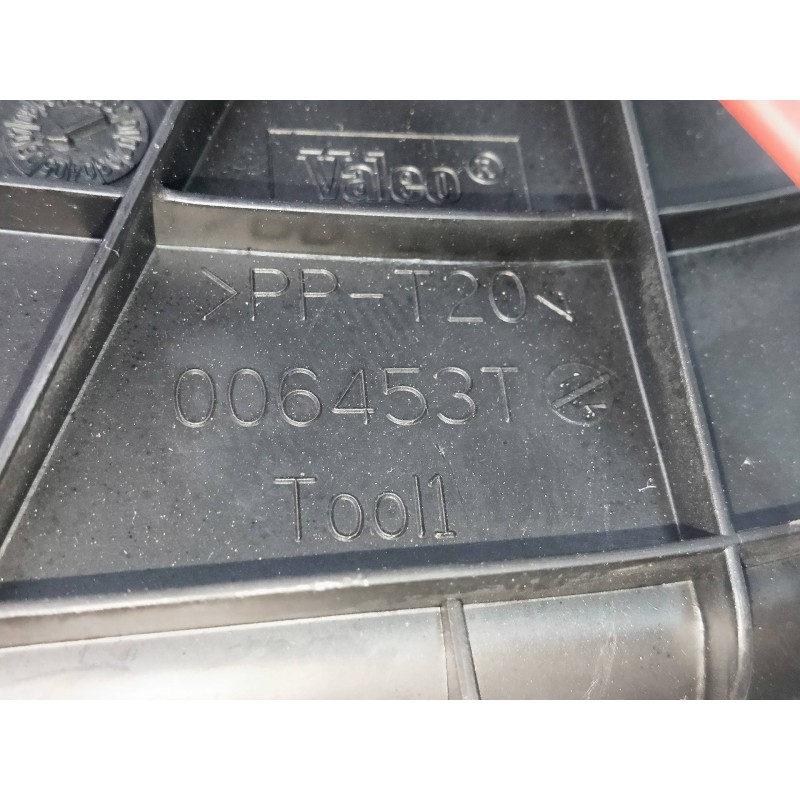 Valeo®
>PP-T20<
006453T
Tool1